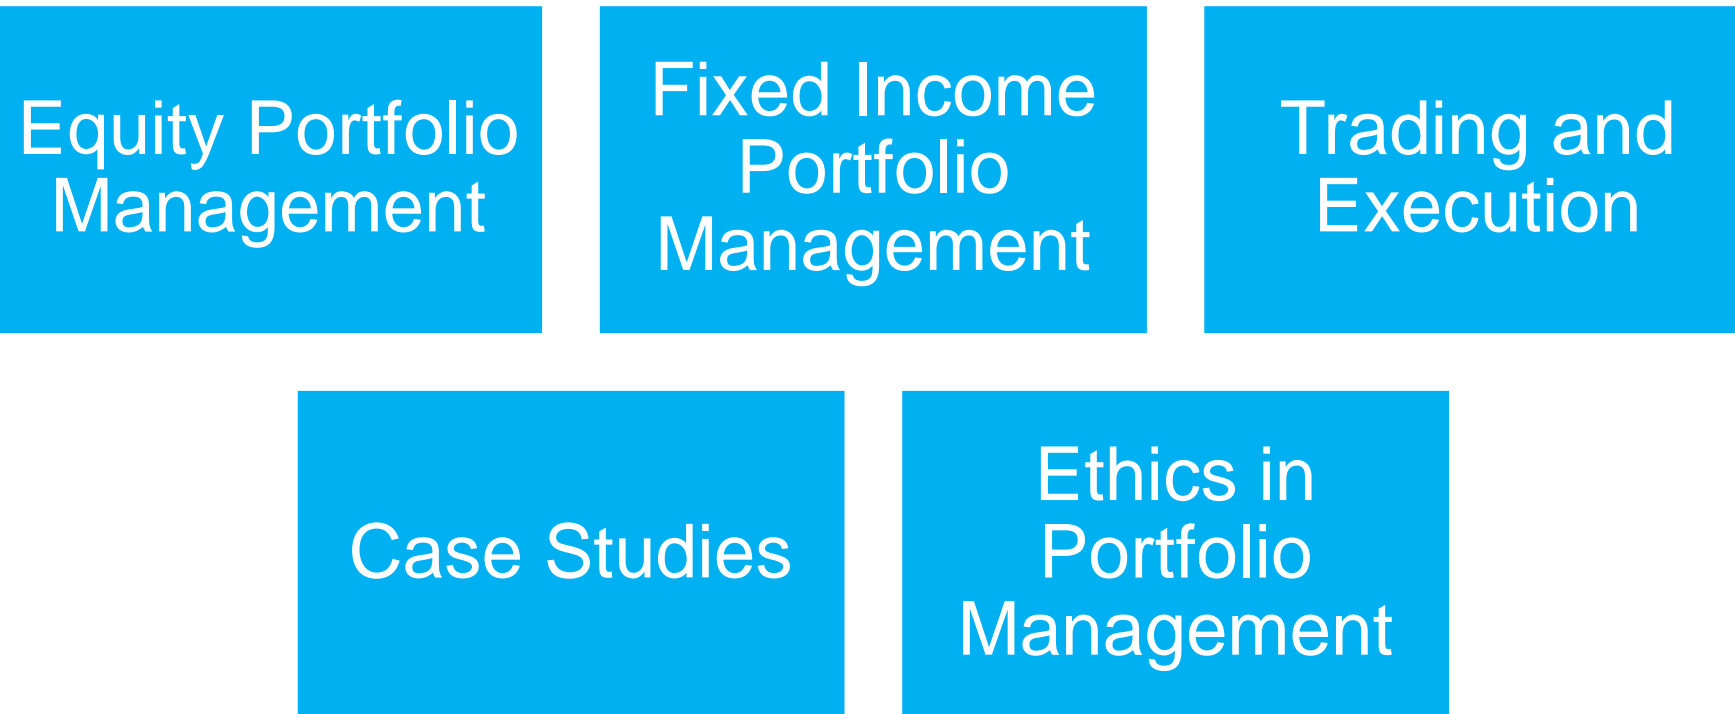 Equity Portfolio
Management
Fixed Income
Portfolio
Management
Trading and
Execution
Case Studies
Ethics in
Portfolio
Management